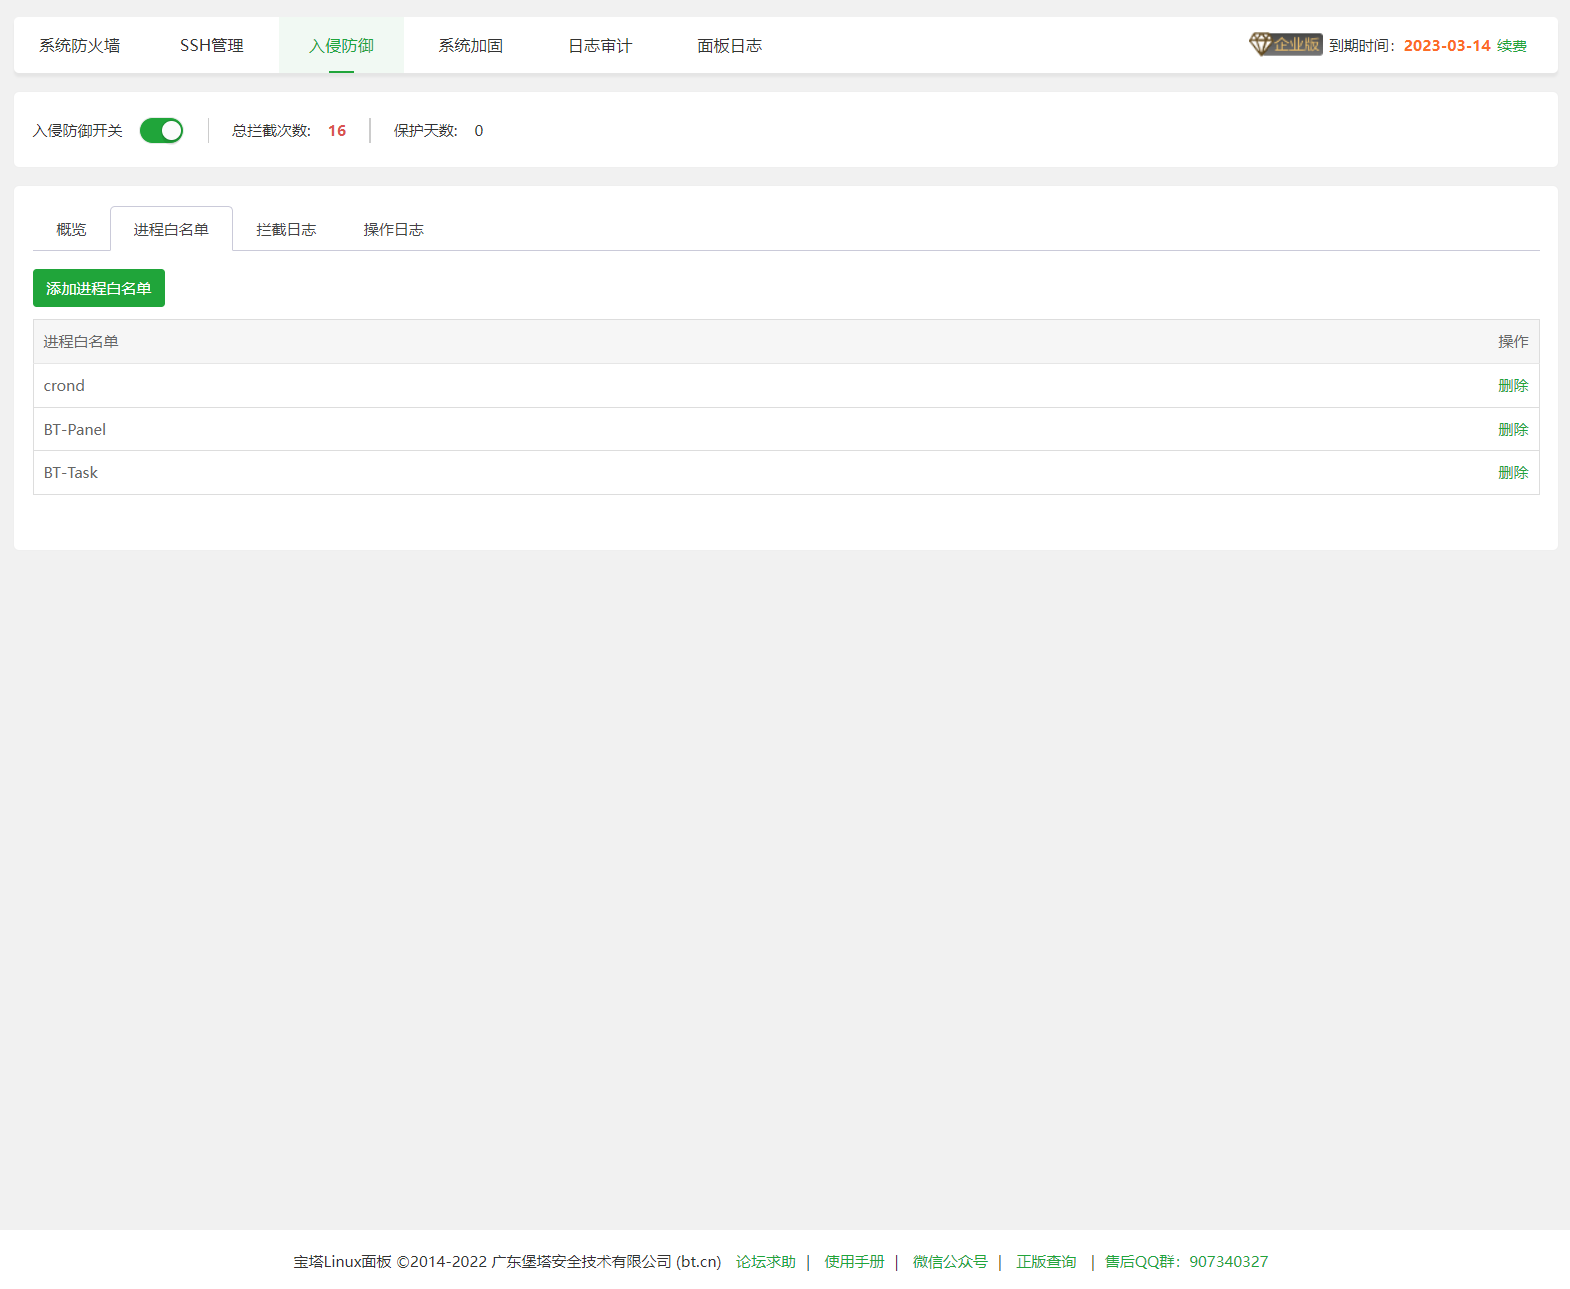 系统防火墙 SSH管理 入侵防御 系统加固 日志审计 面板日志 企业版 到期时间：2023-03-14 续费
入侵防御开关 总拦截次数: 16 保护天数: 0
概览 进程白名单 拦截日志 操作日志
添加进程白名单
进程白名单 操作
crond 删除
BT-Panel 删除
BT-Task 删除
宝塔Linux面板 ©2014-2022 广东堡塔安全技术有限公司 (bt.cn) 论坛求助 | 使用手册 | 微信公众号 | 正版查询 | 售后QQ群：907340327